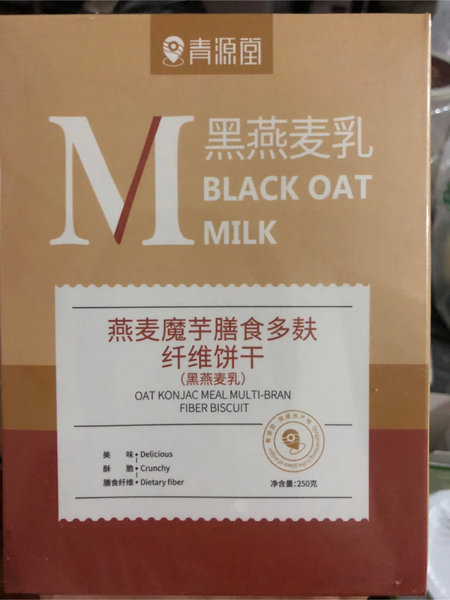 青源堂
M
黑燕麦乳
BLACK OAT
MILK
燕麦魔芋膳食多麸
纤维饼干
（黑燕麦乳）
OAT KONJAC MEAL MULTI-BRAN
FIBER BISCUIT
美 味 Delicious
酥 脆 Crunchy
膳食纤维 Dietary fiber
净含量:250克